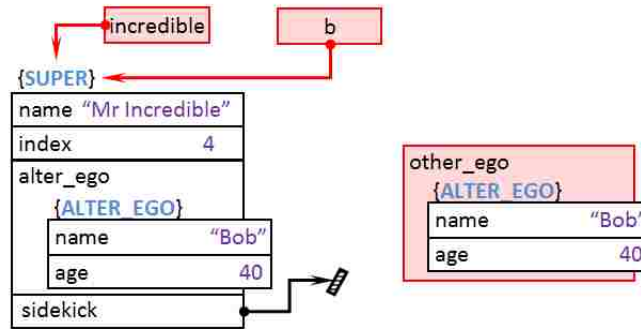 incredible
b
{SUPER}
name "Mr Incredible"
index 4
alter_ego
{ALTER_EGO}
name "Bob"
age 40
sidekick
other_ego
{ALTER_EGO}
name "Bob"
age 40